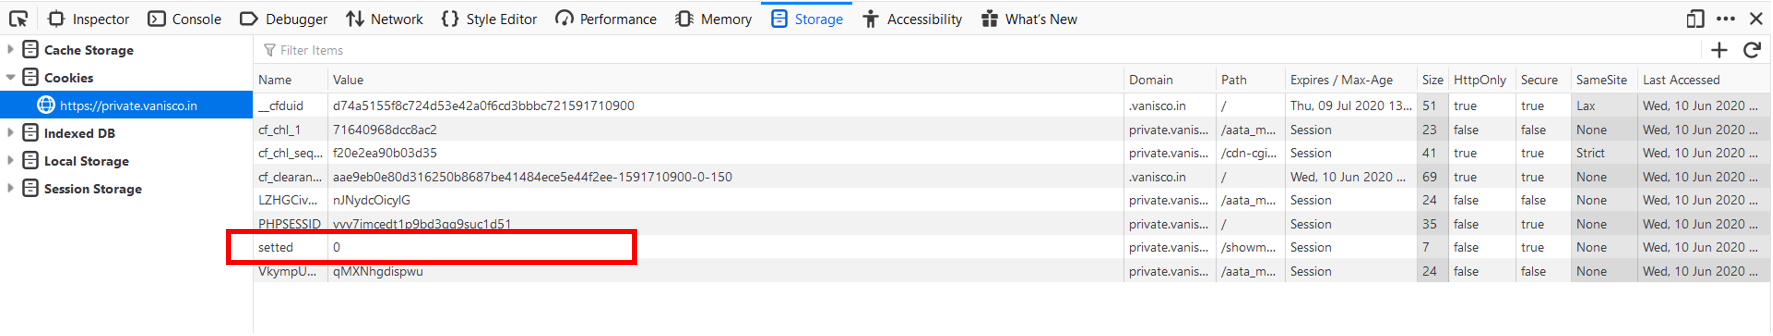 Inspector Console Debugger Network Style Editor Performance Memory Storage Accessibility What's New
Cache Storage
Filter Items
Cookies
Name Value Domain Path Expires / Max-Age Size HttpOnly Secure SameSite Last Accessed
https://private.vanisco.in
__cfduid d74a5155f8c724d53e42a0f6cd3bbbc721591710900 .vanisco.in / Thu, 09 Jul 2020 13... 51 true true Lax Wed, 10 Jun 2020 ...
Indexed DB
cf_chl_1 71640968dcc8ac2 private.vanis... /aata_m... Session 23 false false None Wed, 10 Jun 2020 ...
Local Storage
cf_chl_seq... f20e2ea90b03d35 private.vanis... /cdn-cgi... Session 41 true true Strict Wed, 10 Jun 2020 ...
cf_clearan... aae9eb0e80d316250b8687be41484ece5e44f2ee-1591710900-0-150 .vanisco.in / Wed, 10 Jun 2020 ... 69 true true None Wed, 10 Jun 2020 ...
Session Storage
LZHGCiv... nJNydcOicyIG private.vanis... /aata_m... Session 24 false false None Wed, 10 Jun 2020 ...
PHPSESSID private.vanis... / Session 35 false true None Wed, 10 Jun 2020 ...
setted 0 private.vanis... /showm... Session 7 false true None Wed, 10 Jun 2020 ...
VkympU... qMXNhgdispwu private.vanis... /aata_m... Session 24 false false None Wed, 10 Jun 2020 ...